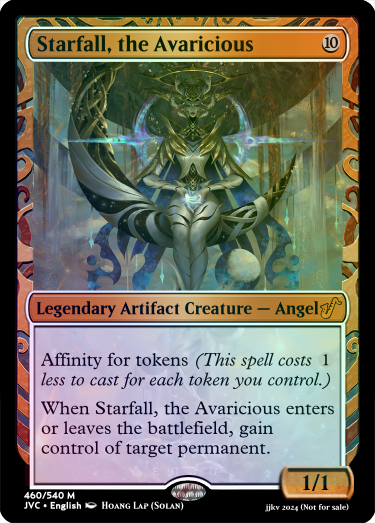 Starfall, the Avaricious 10
Legendary Artifact Creature — Angel
Affinity for tokens (This spell costs 1
less to cast for each token you control.)
When Starfall, the Avaricious enters
or leaves the battlefield, gain
control of target permanent.
1/1
460/540 M
JVC • English Hoang Lap (Solan)
jjkv 2024 (Not for sale)